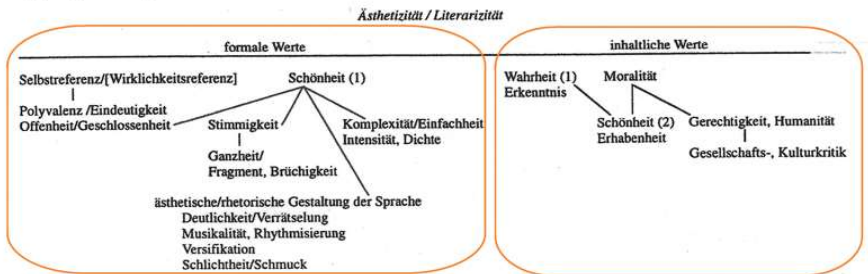 Ästhetizität / Literarizität
formale Werte
Selbstreferenz/[Wirklichkeitsreferenz]
Schönheit (1)
Polyvalenz /Eindeutigkeit
Offenheit/Geschlossenheit
Stimmigkeit
Komplexität/Einfachheit
Intensität, Dichte
Ganzheit/
Fragment, Brüchigkeit
ästhetische/rhetorische Gestaltung der Sprache
Deutlichkeit/Verrätselung
Musikalität, Rhythmisierung
Versifikation
Schlichtheit/Schmuck
inhaltliche Werte
Wahrheit (1)
Erkenntnis
Moralität
Schönheit (2)
Erhabenheit
Gerechtigkeit, Humanität
Gesellschafts-, Kulturkritik